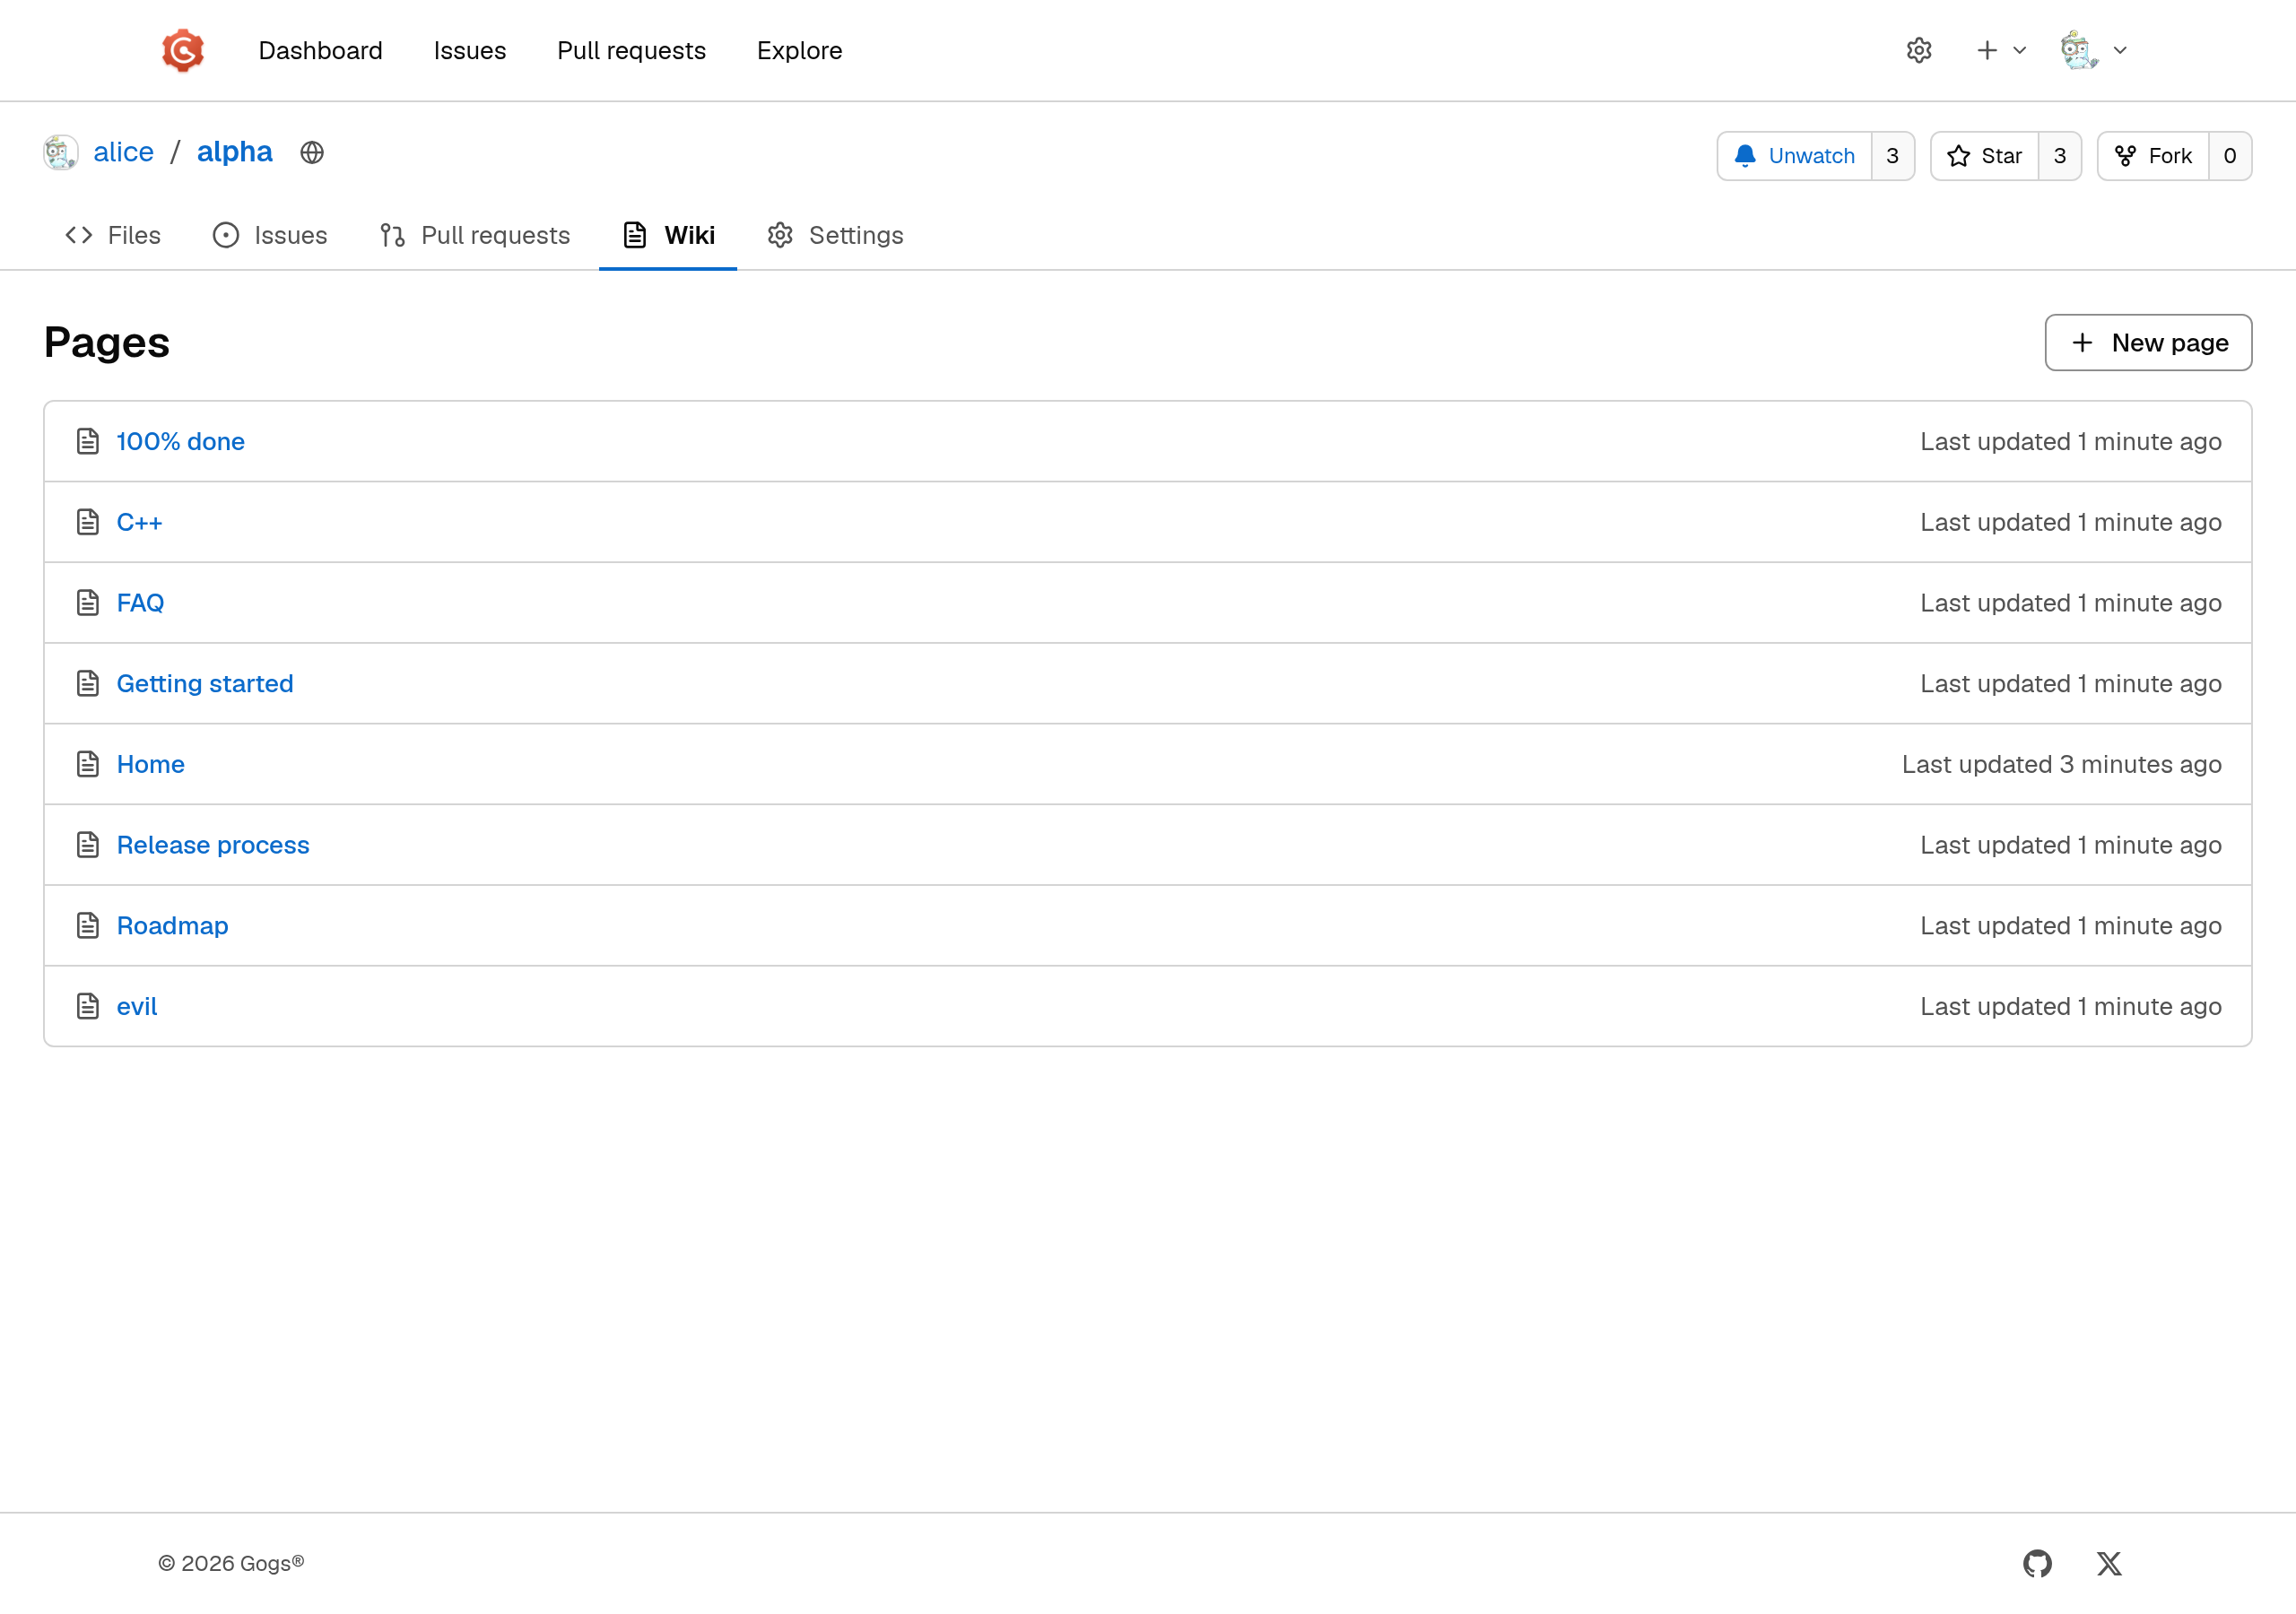 Dashboard Issues Pull requests Explore
alice / alpha
Unwatch 3 Star 3 Fork 0
Files Issues Pull requests Wiki Settings
Pages
New page
100% done Last updated 1 minute ago
C++ Last updated 1 minute ago
FAQ Last updated 1 minute ago
Getting started Last updated 1 minute ago
Home Last updated 3 minutes ago
Release process Last updated 1 minute ago
Roadmap Last updated 1 minute ago
evil Last updated 1 minute ago
© 2026 Gogs®